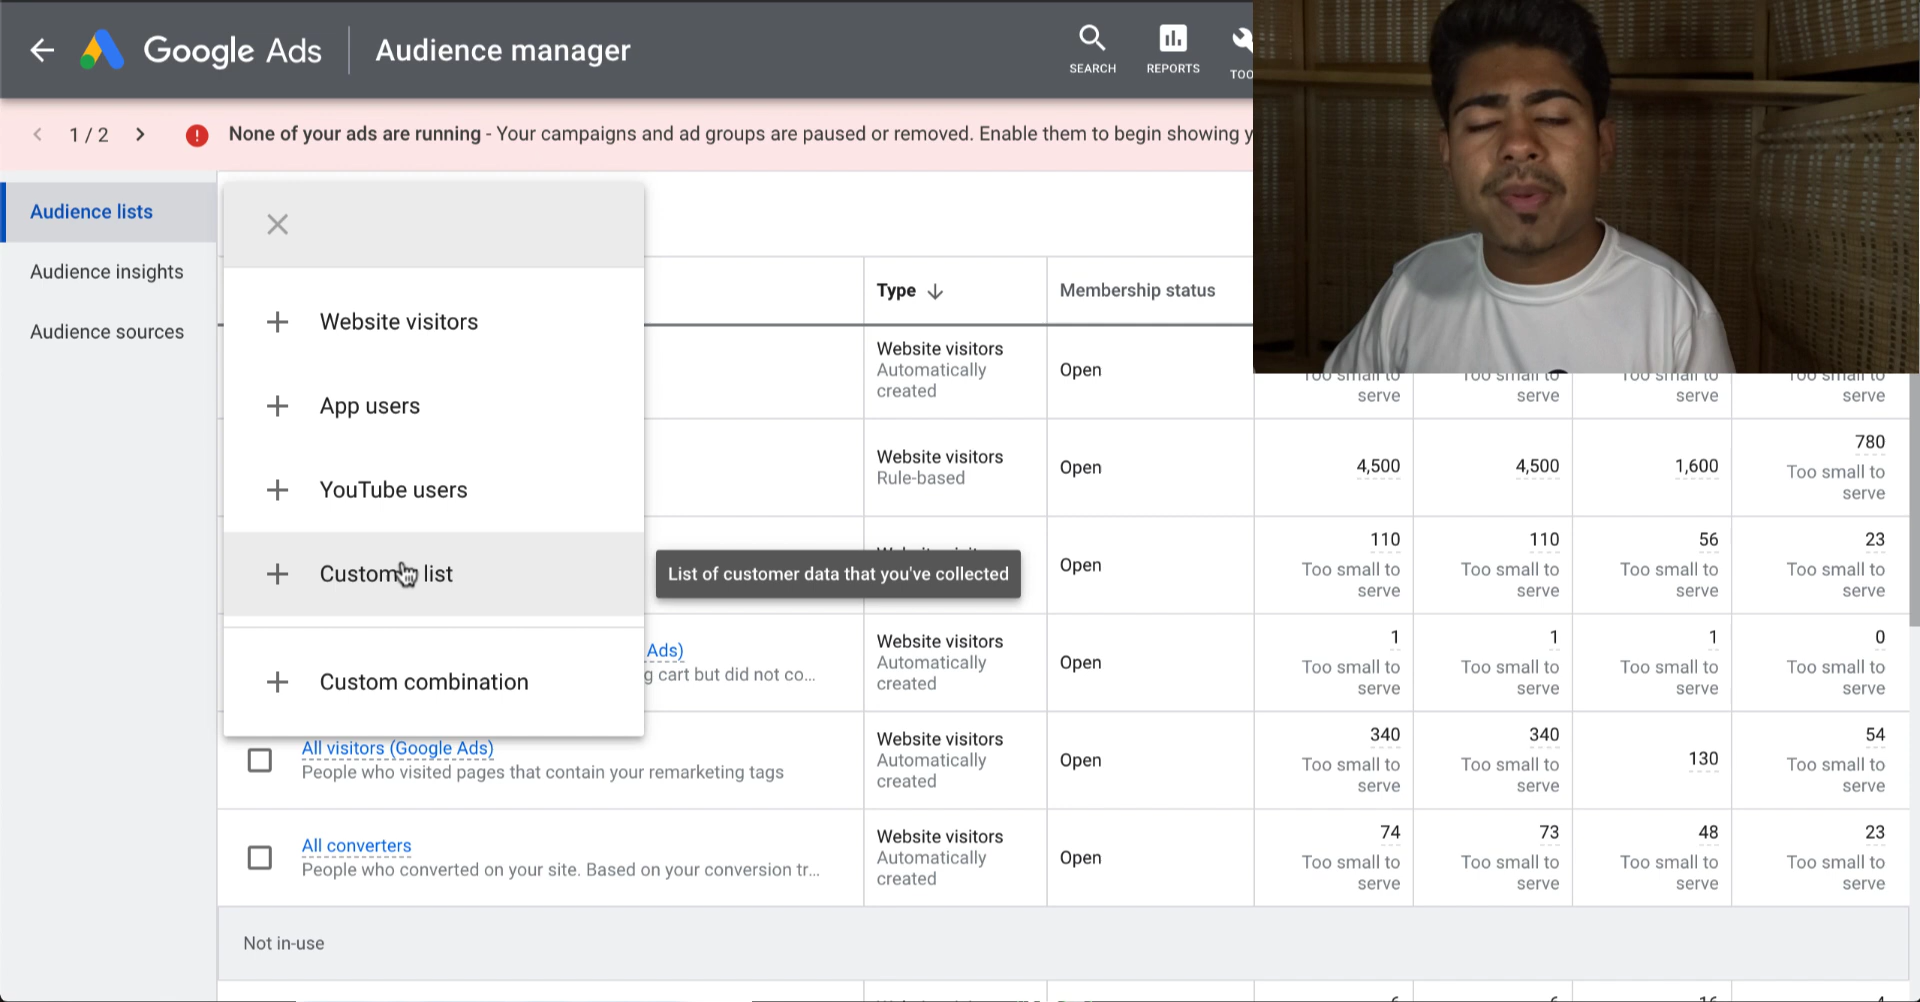 Google Ads
Audience manager
SEARCH
REPORTS
1 / 2
None of your ads are running - Your campaigns and ad groups are paused or removed. Enable them to begin showing
Audience lists
Audience insights
Audience sources
Website visitors
App users
YouTube users
list
Custom combination
List of customer data that you've collected
Type
Membership status
Website visitors
Automatically
created
Open
Too small to
serve
Too small to
serve
Too small to
serve
Too small to
serve
Website visitors
Rule-based
Open
4,500
4,500
1,600
780
Too small to
serve
Open
110
Too small to
serve
110
Too small to
serve
56
Too small to
serve
23
Too small to
serve
Ads)
g cart but did not co...
Website visitors
Automatically
created
Open
1
Too small to
serve
1
Too small to
serve
1
Too small to
serve
0
Too small to
serve
All visitors (Google Ads)
People who visited pages that contain your remarketing tags
Website visitors
Automatically
created
Open
340
Too small to
serve
340
Too small to
serve
130
54
Too small to
serve
All converters
People who converted on your site. Based on your conversion tr...
Website visitors
Automatically
created
Open
74
Too small to
serve
73
Too small to
serve
48
Too small to
serve
23
Too small to
serve
Not in-use